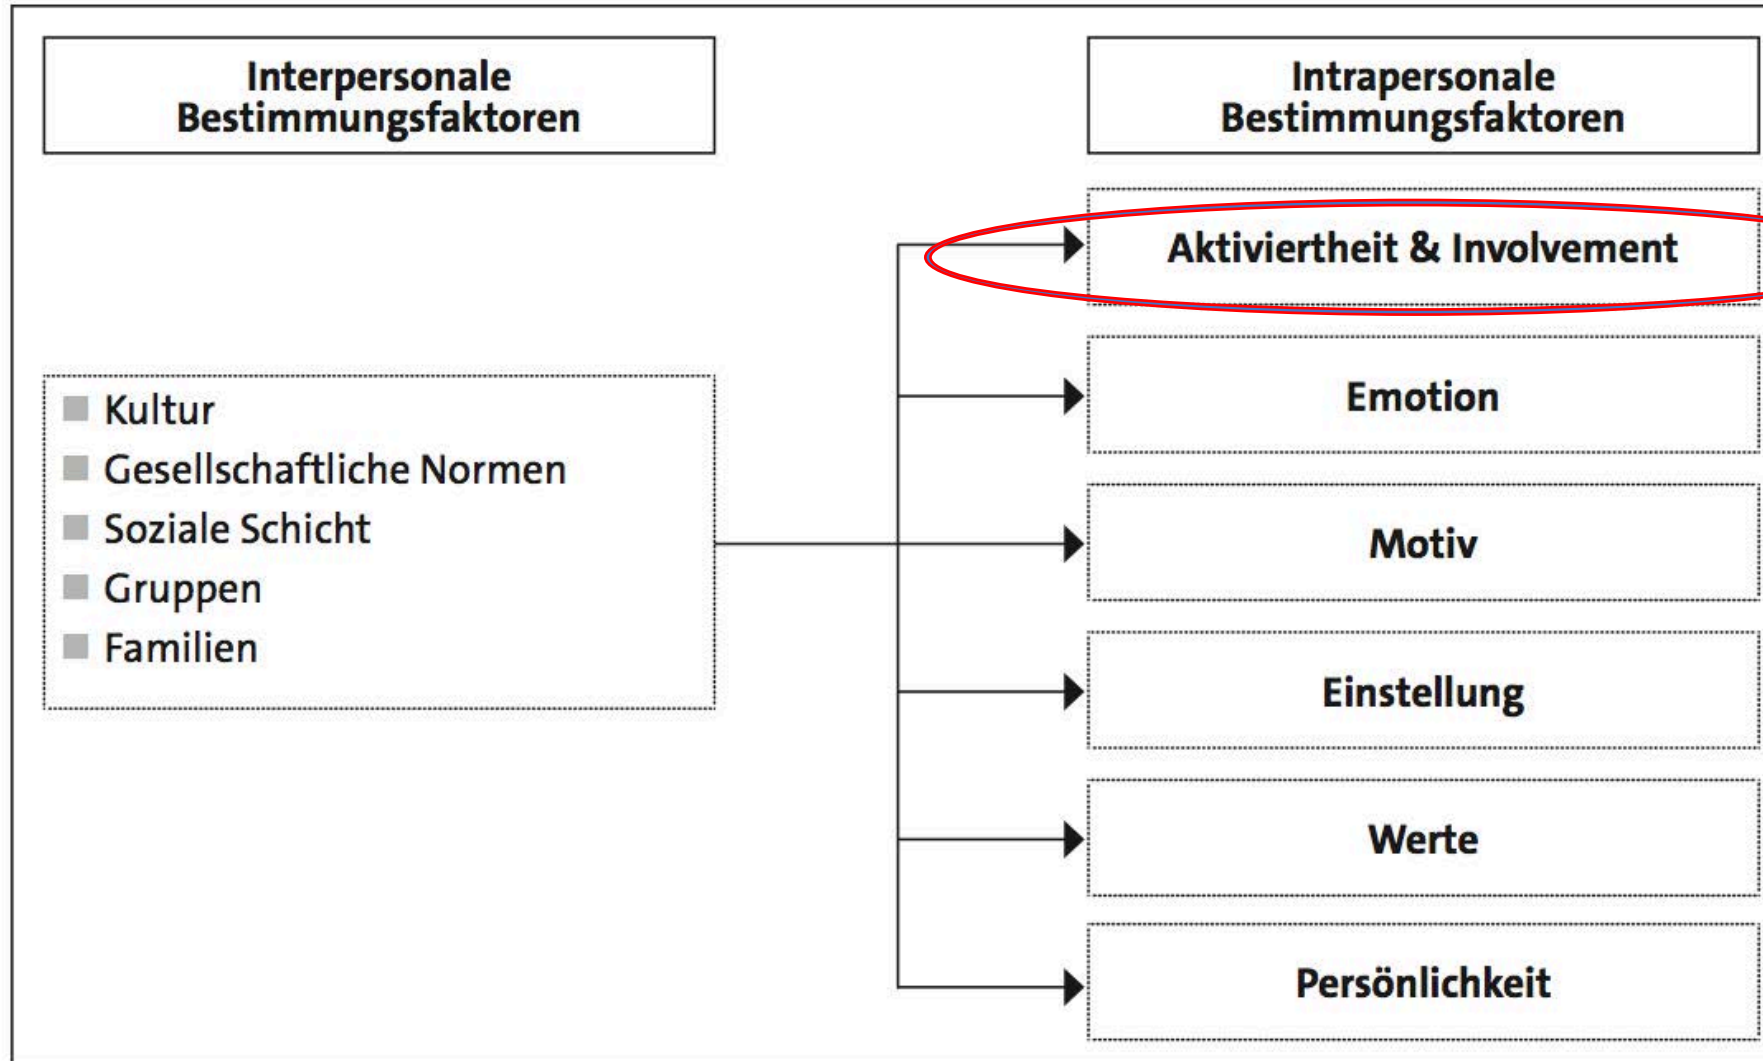 Interpersonale
Bestimmungsfaktoren
Intrapersonale
Bestimmungsfaktoren
Kultur
Gesellschaftliche Normen
Soziale Schicht
Gruppen
Familien
Aktiviertheit & Involvement
Emotion
Motiv
Einstellung
Werte
Persönlichkeit